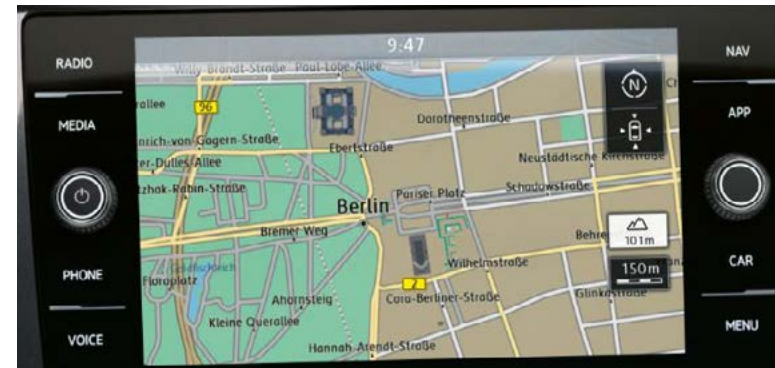 RADIO
MEDIA
PHONE
VOICE
9:47
Willy-Brandt-Straße
Paul-Löbe-Allee
rallee
96
Dorotheenstraße
nrich-von-Gagern-Straße
Ebertstraße
ter-Dulles-Allee
Neustädtische Kirchstraße
tzhak-Rabin-Straße
Pariser Platz
Schadowstraße
Berlin
Bremer Weg
Behre
101m
Wilhelmstraße
150m
Floraplatz
2
Ahornsteig
Cora-Berliner-Straße
Glinkastraße
Kleine Querallee
Hannah-Arendt-Straße
N
NAV
APP
CAR
MENU